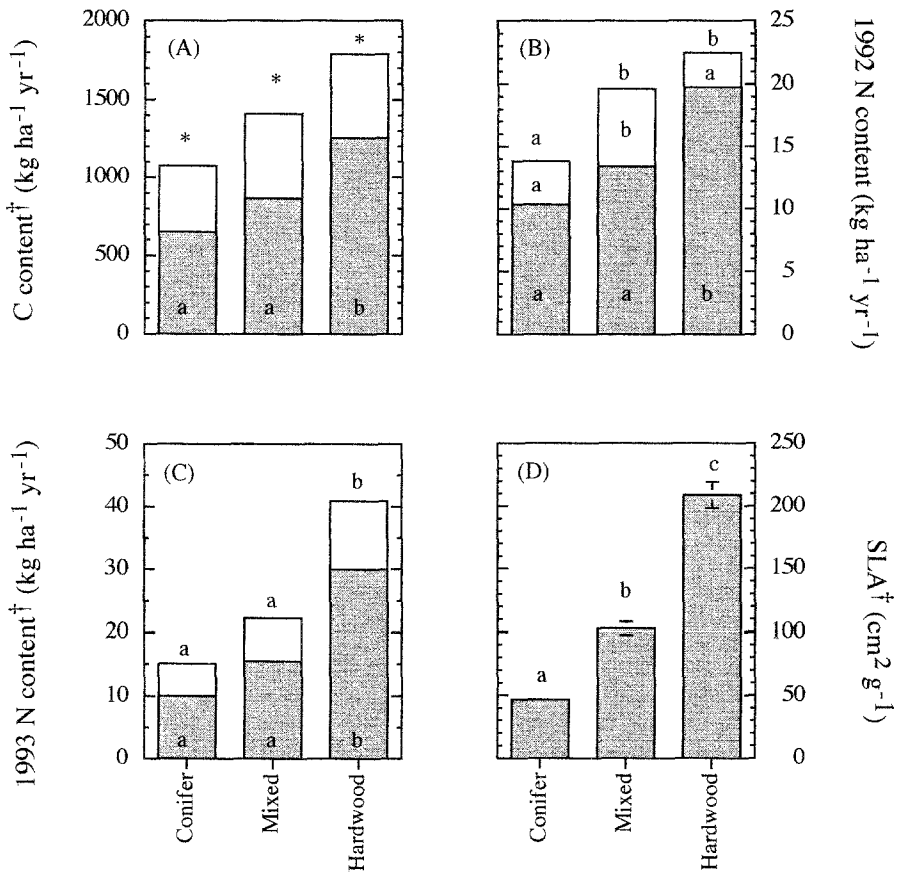 C content† (kg ha-1 yr-1)
2000
1500
1000
500
0
(A)
*
*
*
a
a
b
(B)
a
b
b
a
b
a
a
a
b
25
20
15
10
5
0
1992 N content (kg ha-1 yr-1)
1993 N content† (kg ha-1 yr-1)
50
40
30
20
10
0
(C)
a
a
b
a
a
b
Conifer
Mixed
Hardwood
(D)
a
b
c
250
200
150
100
50
0
SLA† (cm2 g-1)
Conifer
Mixed
Hardwood